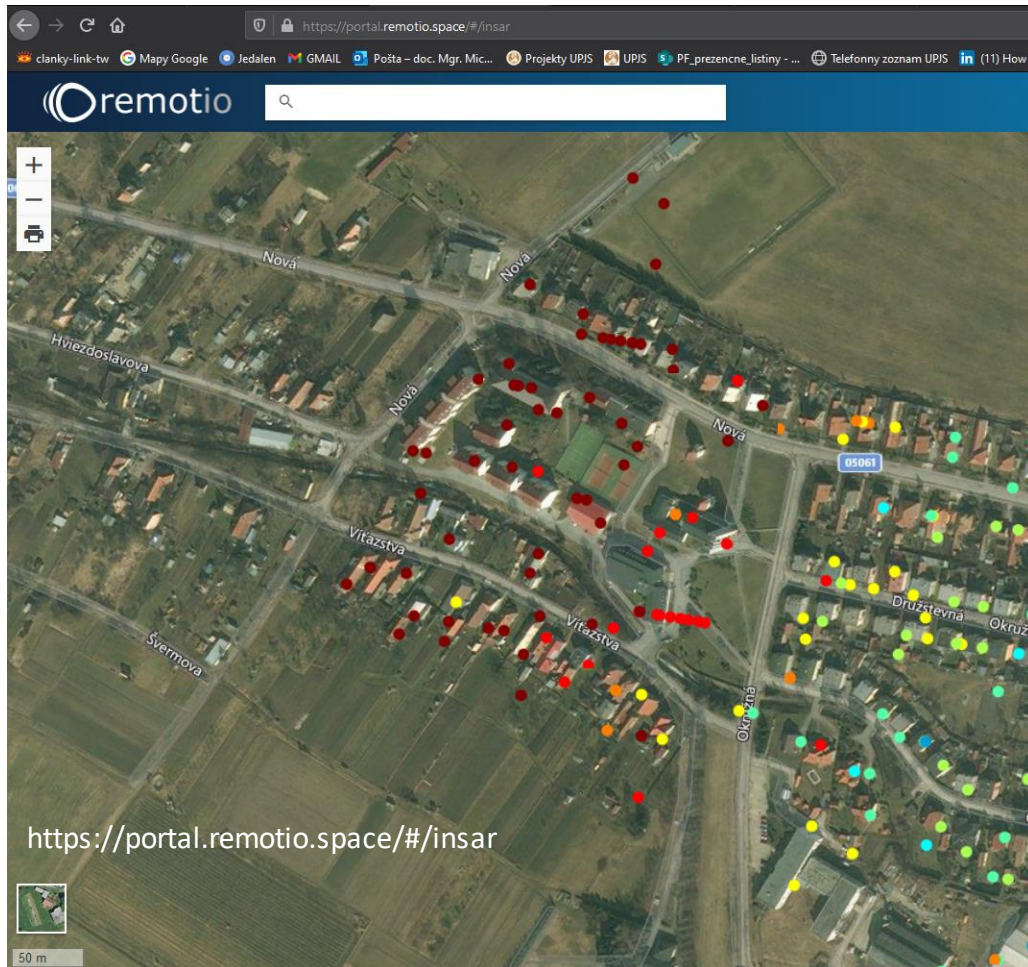 https://portal.remotio.space/#/insar
clanky-link-tw Mapy Google Jedalen GMAIL Pošta – doc. Mgr. Mic... Projekty UPJS UPJS PF_prezencne_listiny - ... Telefonny zoznam UPJS (11) How
remotio
+
−
Nová
Nová
Hviezdoslavova
Nová
Nová
05061
Víťazstva
Družstevná
Víťazstva
Švermova
Okružná
https://portal.remotio.space/#/insar
50 m